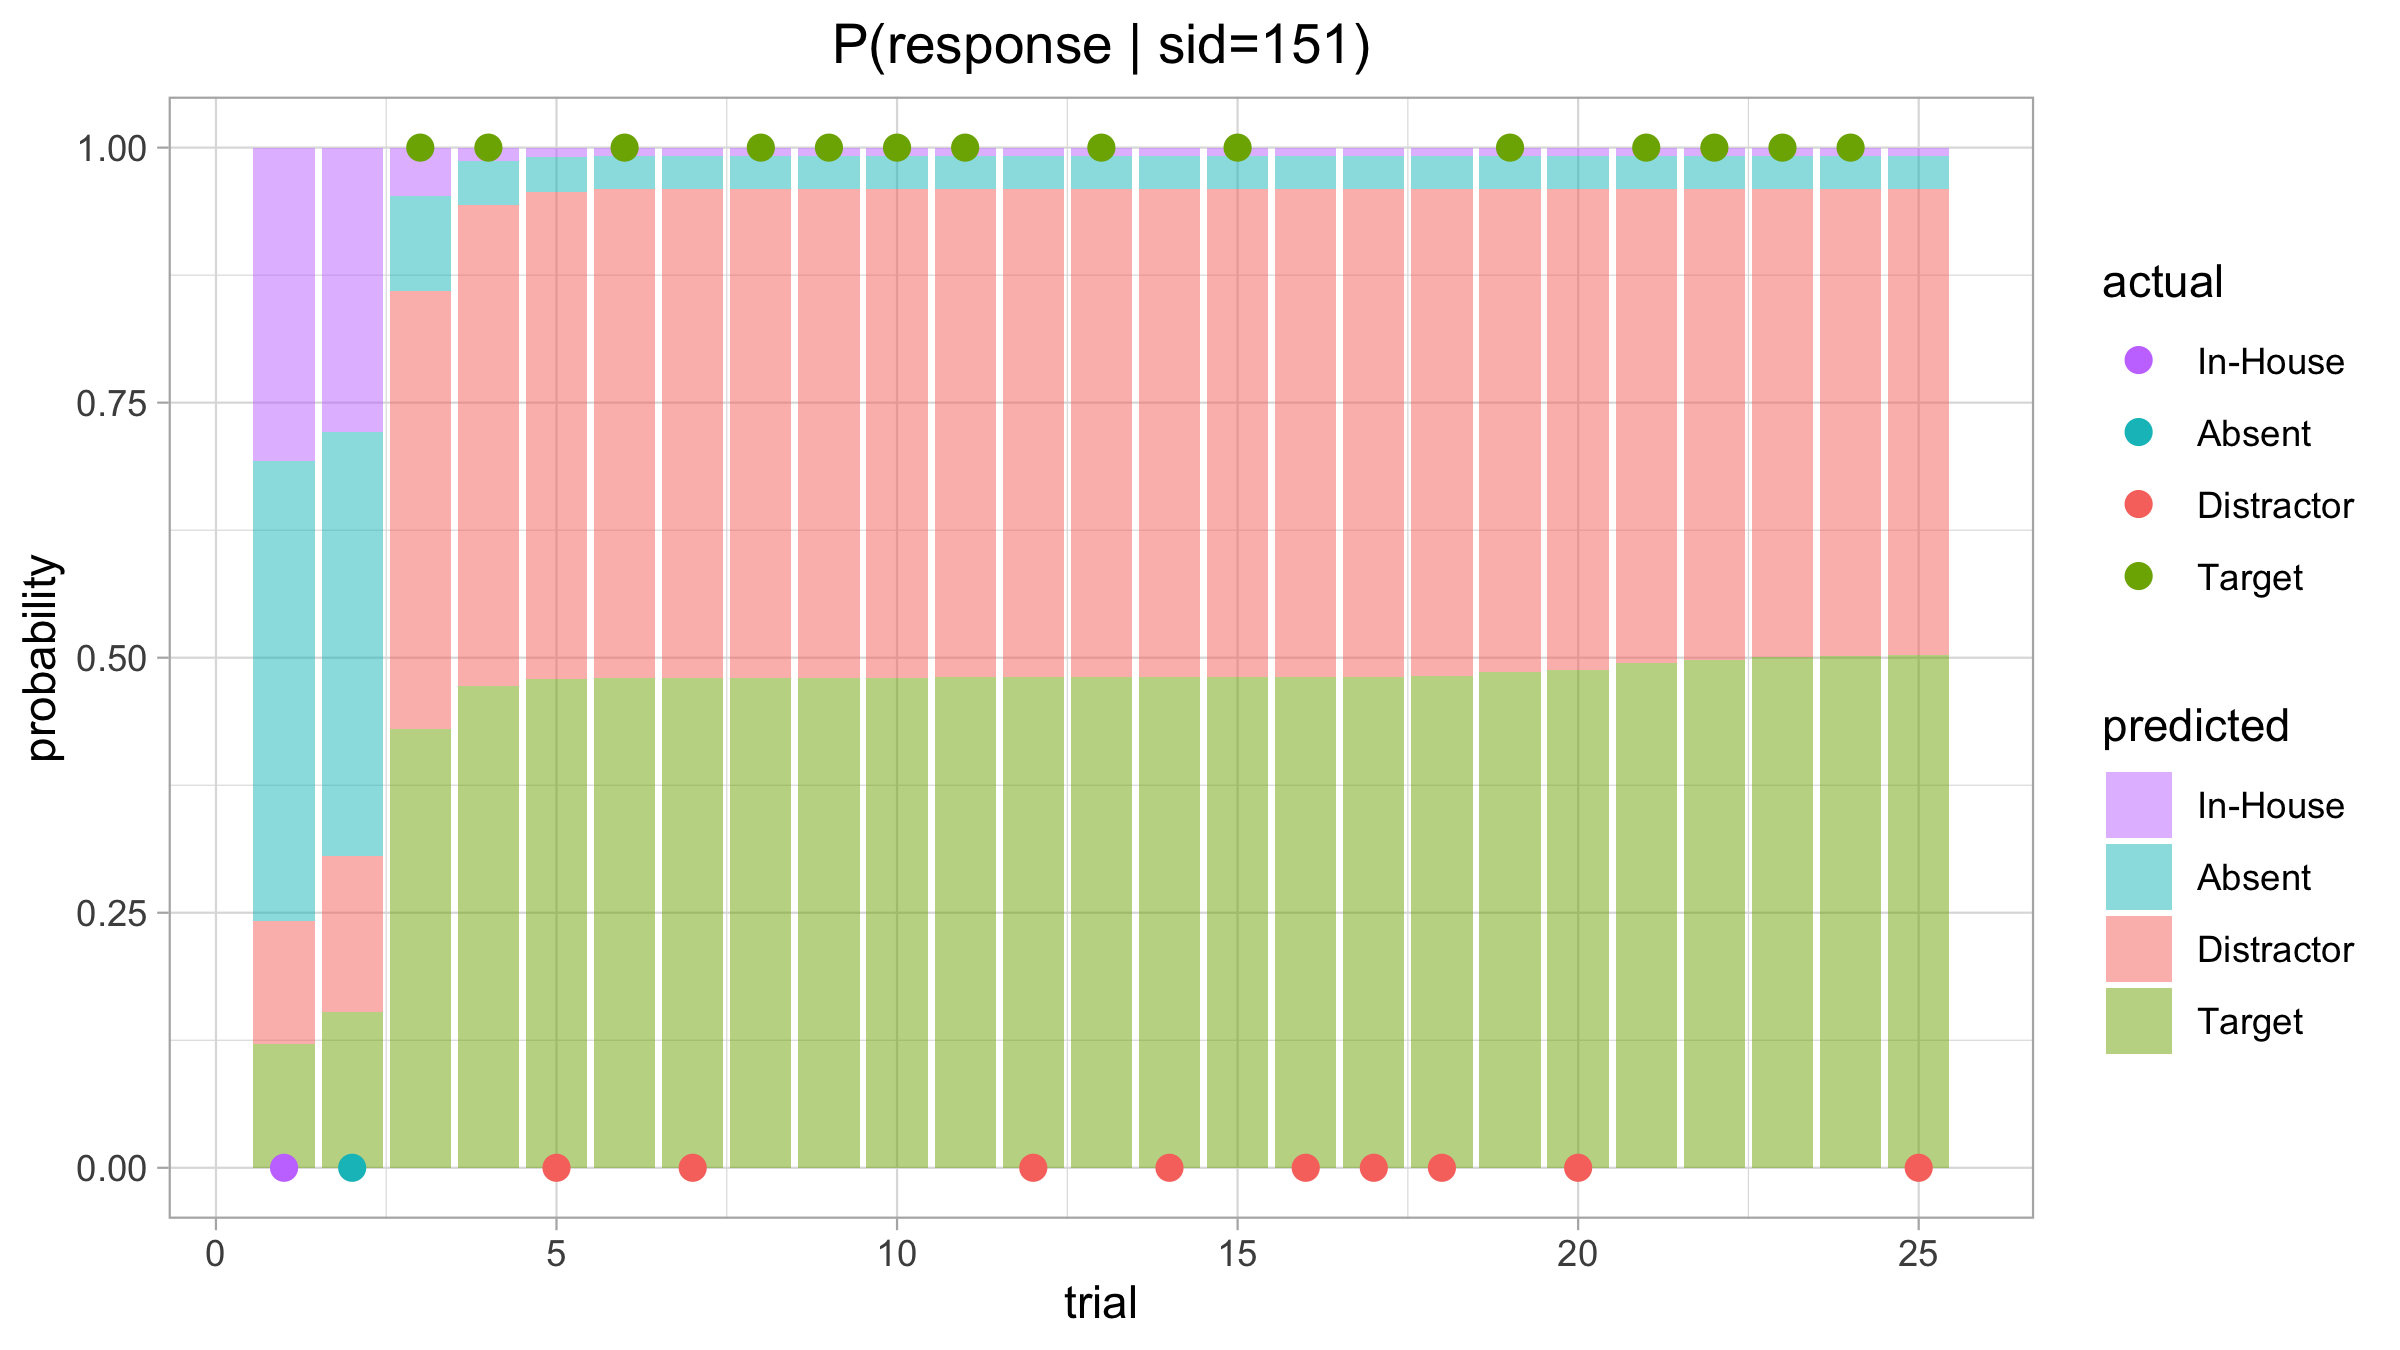 P(response | sid=151)
probability
1.00
0.75
0.50
0.25
0.00
0 5 10 15 20 25
trial
actual
In-House
Absent
Distractor
Target
predicted
In-House
Absent
Distractor
Target